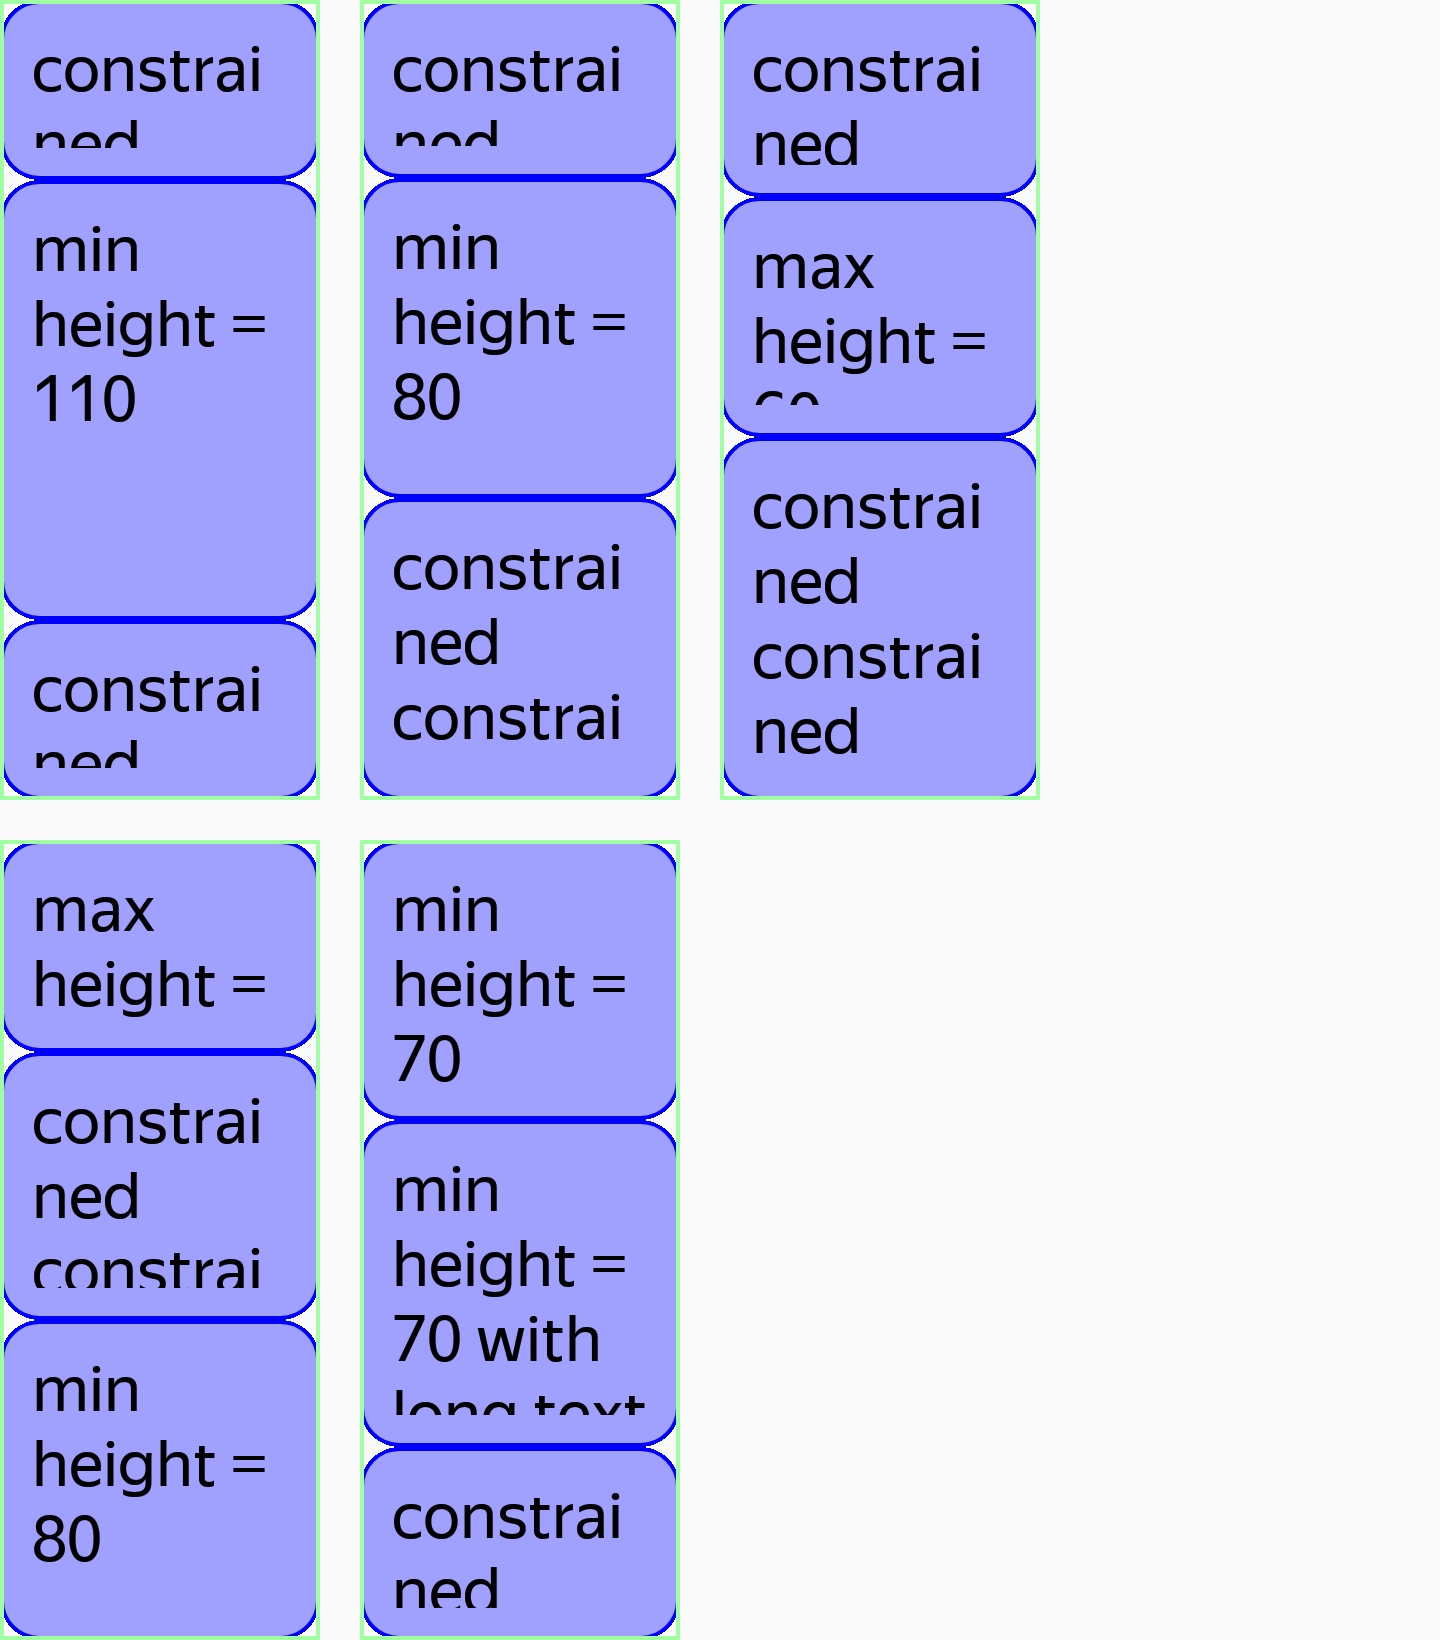 constrai
ned
min
height =
110
constrai
ned
constrai
ned
min
height =
80
constrai
ned
constrai
constrai
ned
max
height =
60
constrai
ned
constrai
ned
max
height =
constrai
ned
constrai
min
height =
80
min
height =
70
min
height =
70 with
long text
constrai
ned